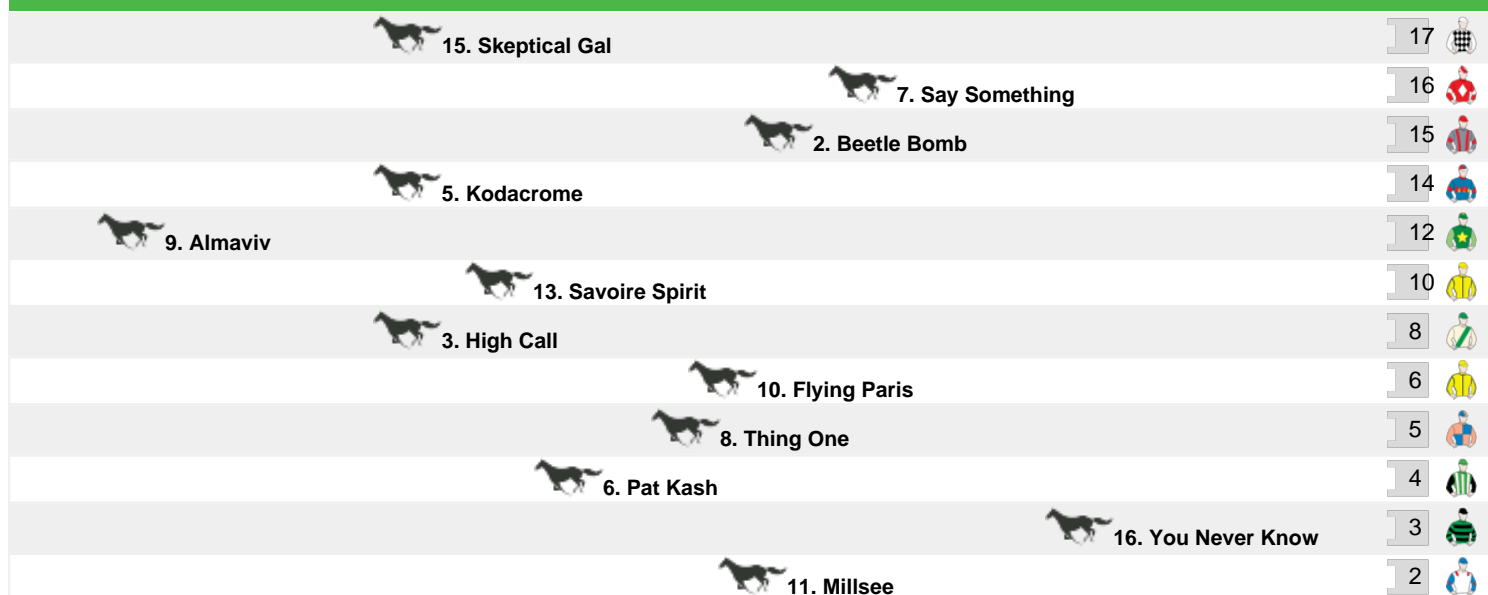 15. Skeptical Gal 17
7. Say Something 16
2. Beetle Bomb 15
5. Kodacrome 14
9. Almaviv 12
13. Savoire Spirit 10
3. High Call 8
10. Flying Paris 6
8. Thing One 5
6. Pat Kash 4
16. You Never Know 3
11. Millsee 2